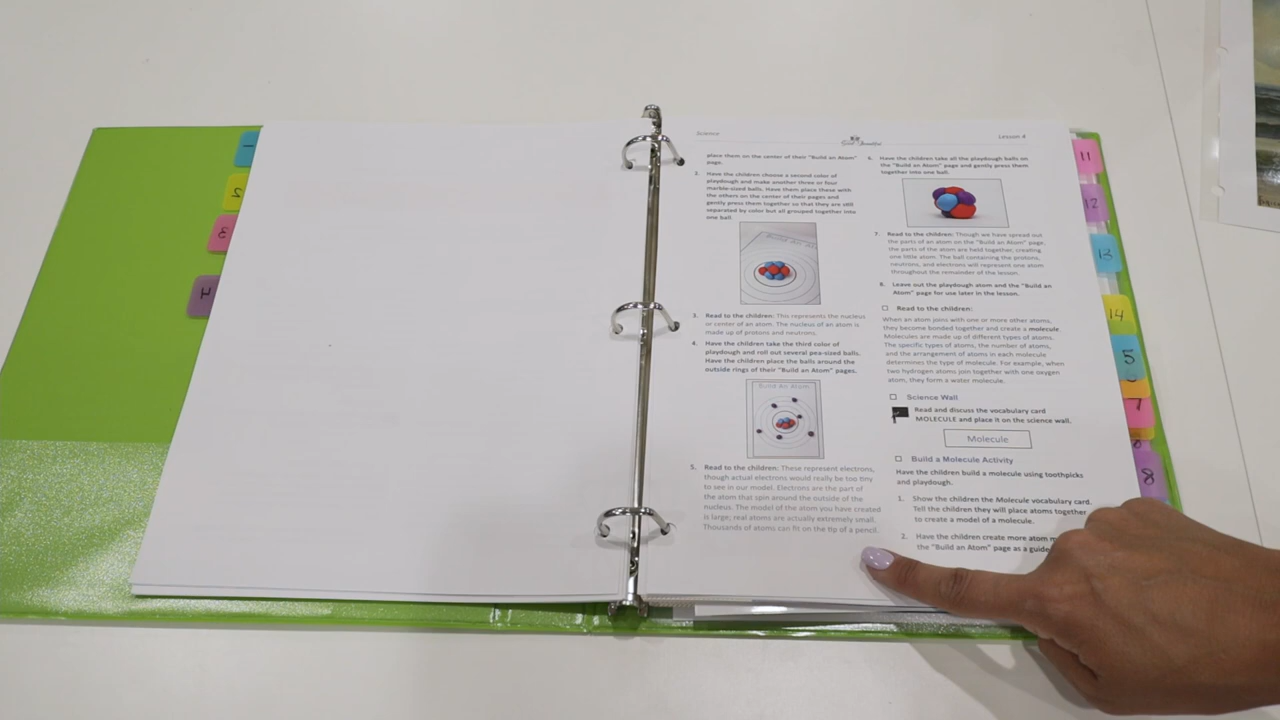 Science
Lesson 4
place them on the center of their "Build an Atom"
page.
2. Have the children choose a second color of
playdough and make another three or four
marble-sized balls. Have them place these with
the others on the center of their pages and
gently press them together so that they are still
separated by color but all grouped together into
one ball.
Build An At
3. Read to the children: This represents the nucleus
or center of an atom. The nucleus of an atom is
made up of protons and neutrons.
4. Have the children take the third color of
playdough and roll out several pea-sized balls.
Have the children place the balls around the
outside rings of their "Build an Atom" pages.
Build An Atom
5. Read to the children: These represent electrons,
though actual electrons would really be too tiny
to see in our model. Electrons are the part of
the atom that spin around the outside of the
nucleus. The model of the atom you have created
is large; real atoms are actually extremely small.
Thousands of atoms can fit on the tip of a pencil.
6. Have the children take all the playdough balls on
the "Build an Atom" page and gently press them
together into one ball.
7. Read to the children: Though we have spread out
the parts of an atom on the "Build an Atom" page,
the parts of the atom are held together, creating
one little atom. The ball containing the protons,
neutrons, and electrons will represent one atom
throughout the remainder of the lesson.
8. Leave out the playdough atom and the "Build an
Atom" page for use later in the lesson.
Read to the children:
When an atom joins with one or more other atoms,
they become bonded together and create a molecule.
Molecules are made up of different types of atoms.
The specific types of atoms, the number of atoms,
and the arrangement of atoms in each molecule
determines the type of molecule. For example, when
two hydrogen atoms join together with one oxygen
atom, they form a water molecule.
Science Wall
Read and discuss the vocabulary card
MOLECULE and place it on the science wall.
Molecule
Build a Molecule Activity
Have the children build a molecule using toothpicks
and playdough.
1. Show the children the Molecule vocabulary card.
Tell the children they will place atoms together
to create a model of a molecule.
2. Have the children create more atom m
the "Build an Atom" page as a guide
1
2
3
4
11
12
13
14
5
7
8
8